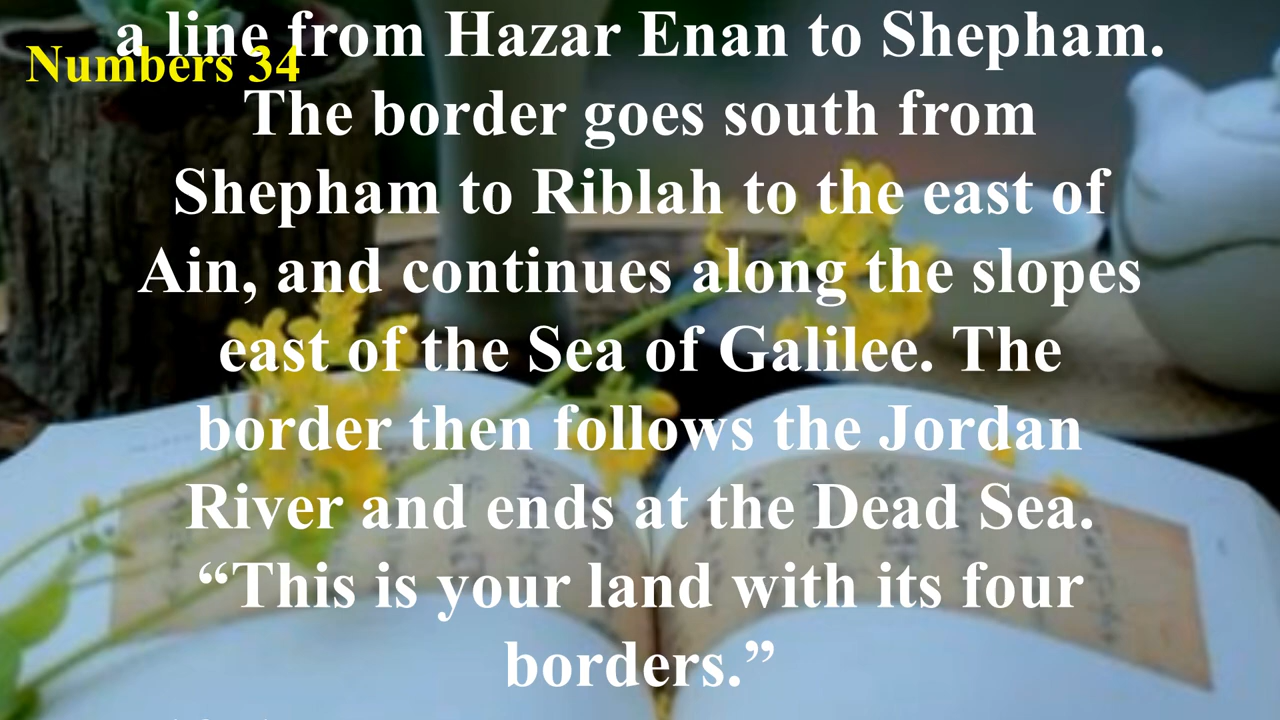 a line from Hazar Enan to Shepham.
Numbers 34
The border goes south from
Shepham to Riblah to the east of
Ain, and continues along the slopes
east of the Sea of Galilee. The
border then follows the Jordan
River and ends at the Dead Sea.
“This is your land with its four
borders.”